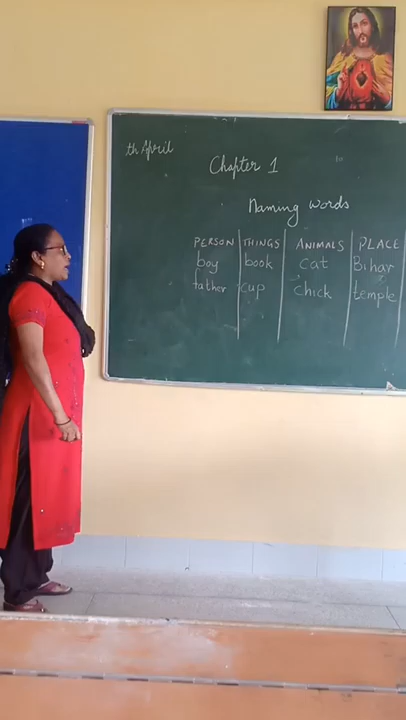 th April
Chapter 1
Naming words
PERSON THINGS ANIMALS PLACE
boy book cat Bihar
father cup chick temple